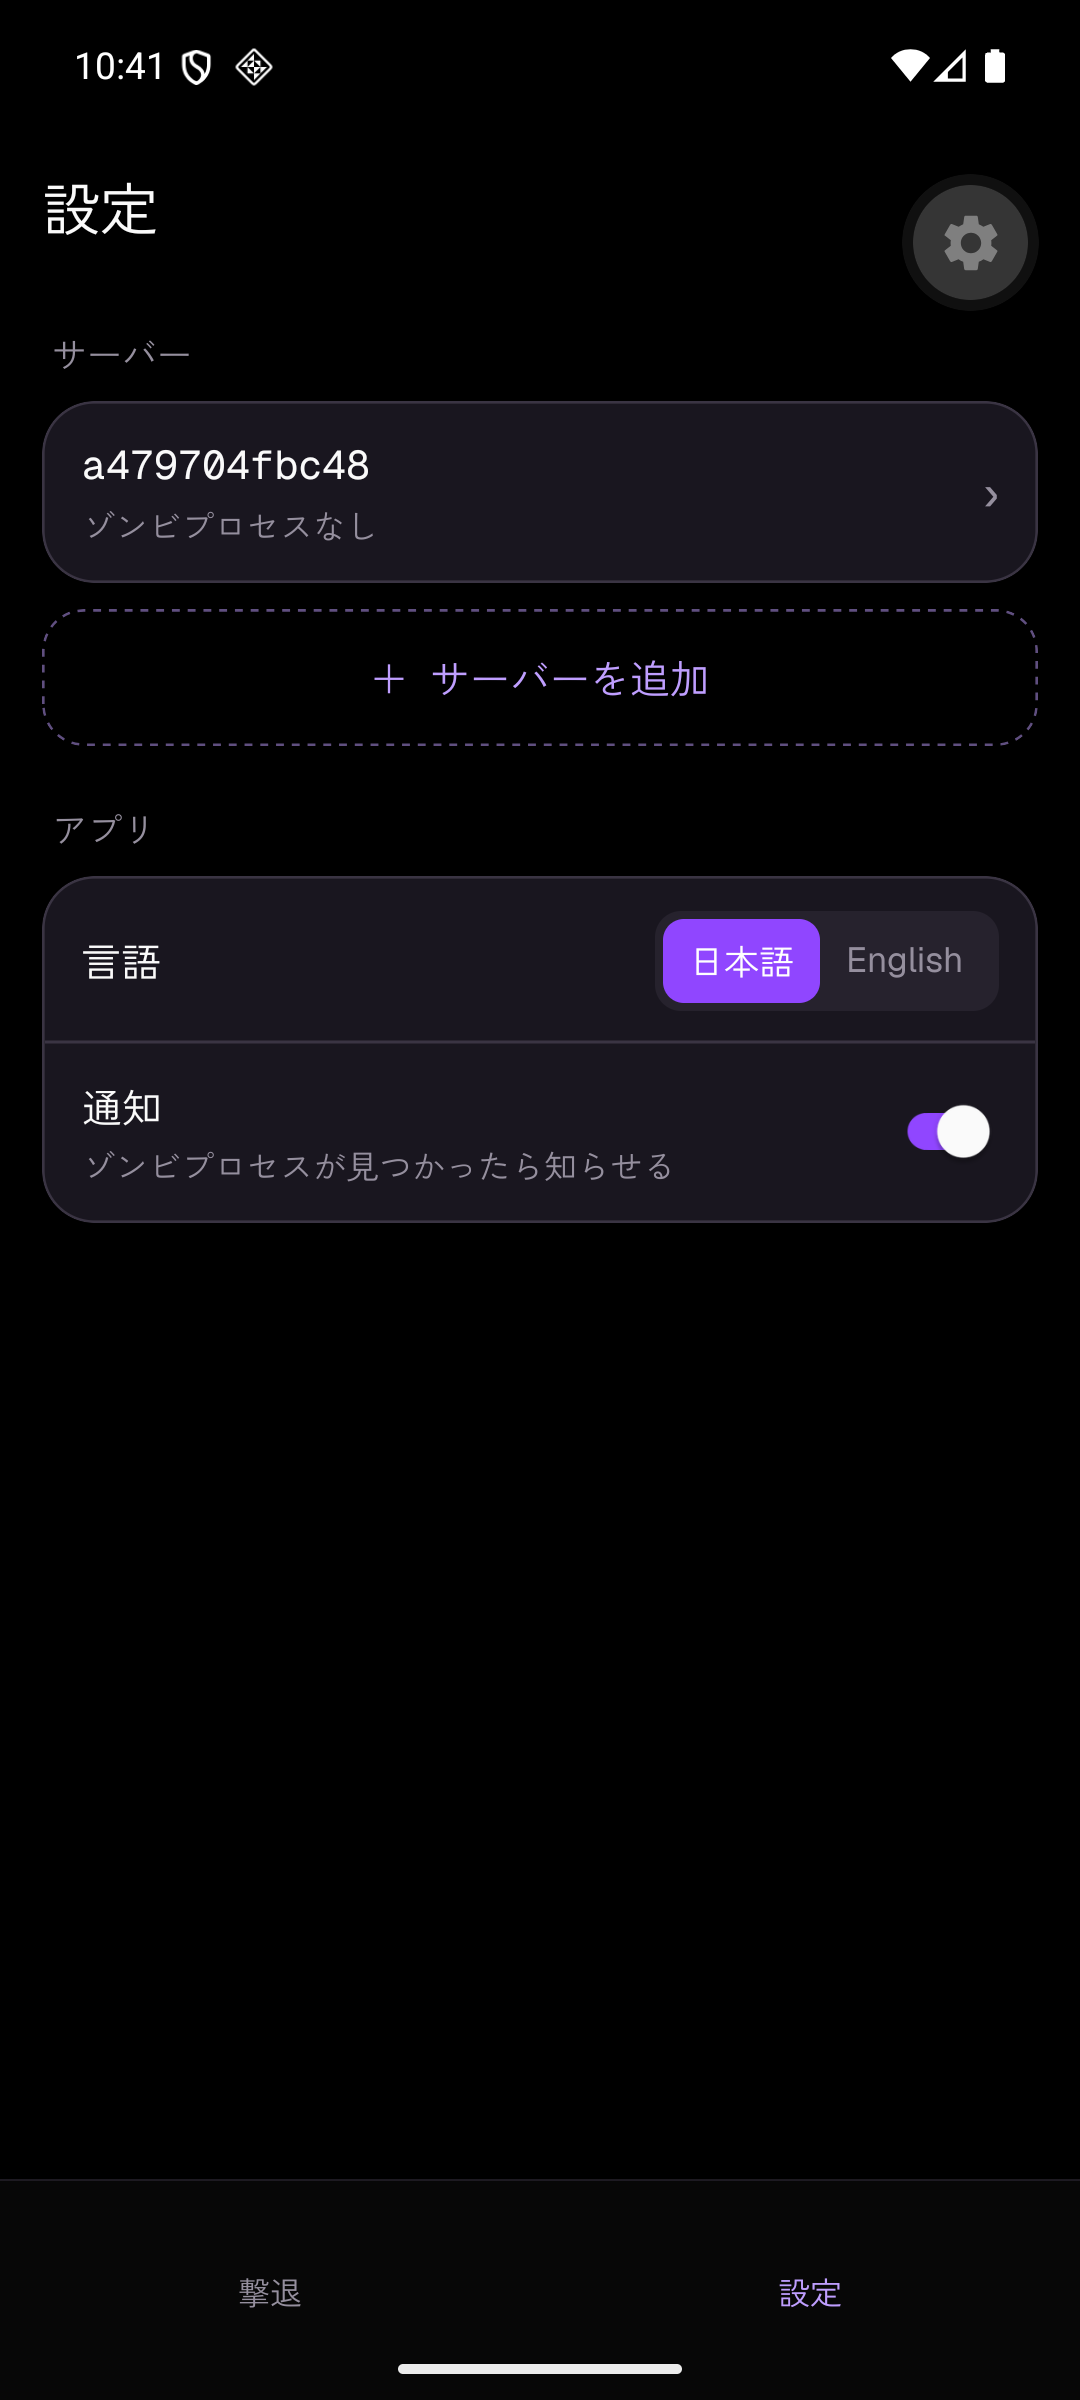 10:41
設定
サーバー
a479704fbc48
ゾンビプロセスなし
›
＋ サーバーを追加
アプリ
言語
日本語 English
通知
ゾンビプロセスが見つかったら知らせる
撃退 設定